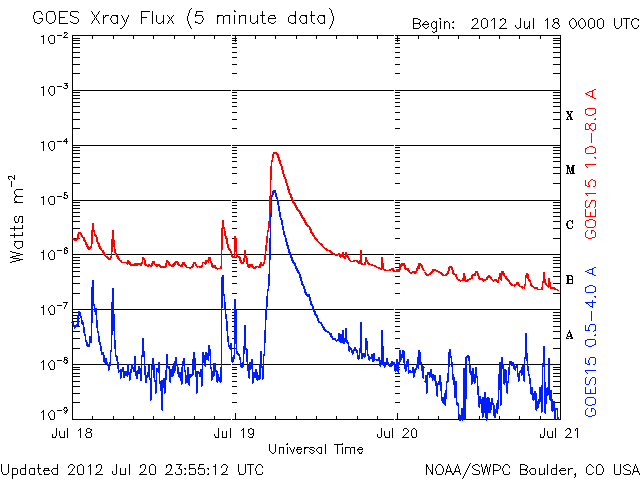 GOES Xray Flux (5 minute data)
Begin: 2012 Jul 18 0000 UTC
10-2
10-3
10-4
10-5
10-6
10-7
10-8
10-9
Watts m-2
X
M
C
B
A
GOES15 1.0-8.0 A
GOES15 0.5-4.0 A
Jul 18
Jul 19
Jul 20
Jul 21
Universal Time
Updated 2012 Jul 20 23:55:12 UTC
NOAA/SWPC Boulder, CO USA